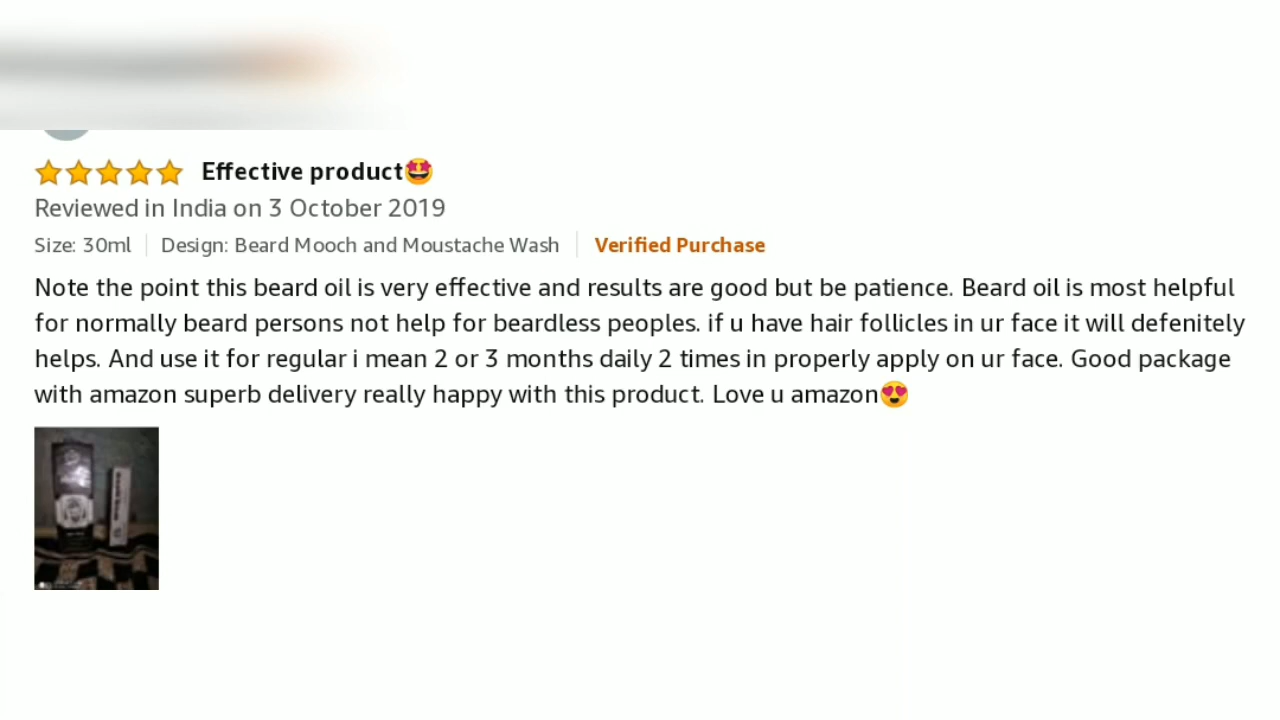 Effective product🤩
Reviewed in India on 3 October 2019
Size: 30ml Design: Beard Mooch and Moustache Wash Verified Purchase
Note the point this beard oil is very effective and results are good but be patience. Beard oil is most helpful
for normally beard persons not help for beardless peoples. if u have hair follicles in ur face it will defenitely
helps. And use it for regular i mean 2 or 3 months daily 2 times in properly apply on ur face. Good package
with amazon superb delivery really happy with this product. Love u amazon😍